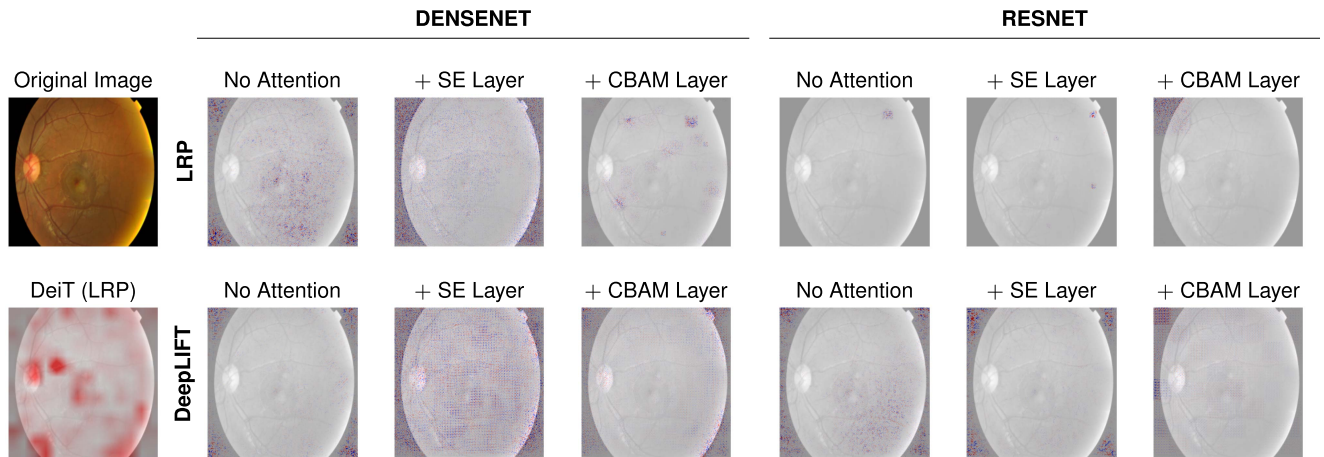 DENSENET RESNET
Original Image No Attention + SE Layer + CBAM Layer No Attention + SE Layer + CBAM Layer
LRP
DeiT (LRP) No Attention + SE Layer + CBAM Layer No Attention + SE Layer + CBAM Layer
DeepLIFT